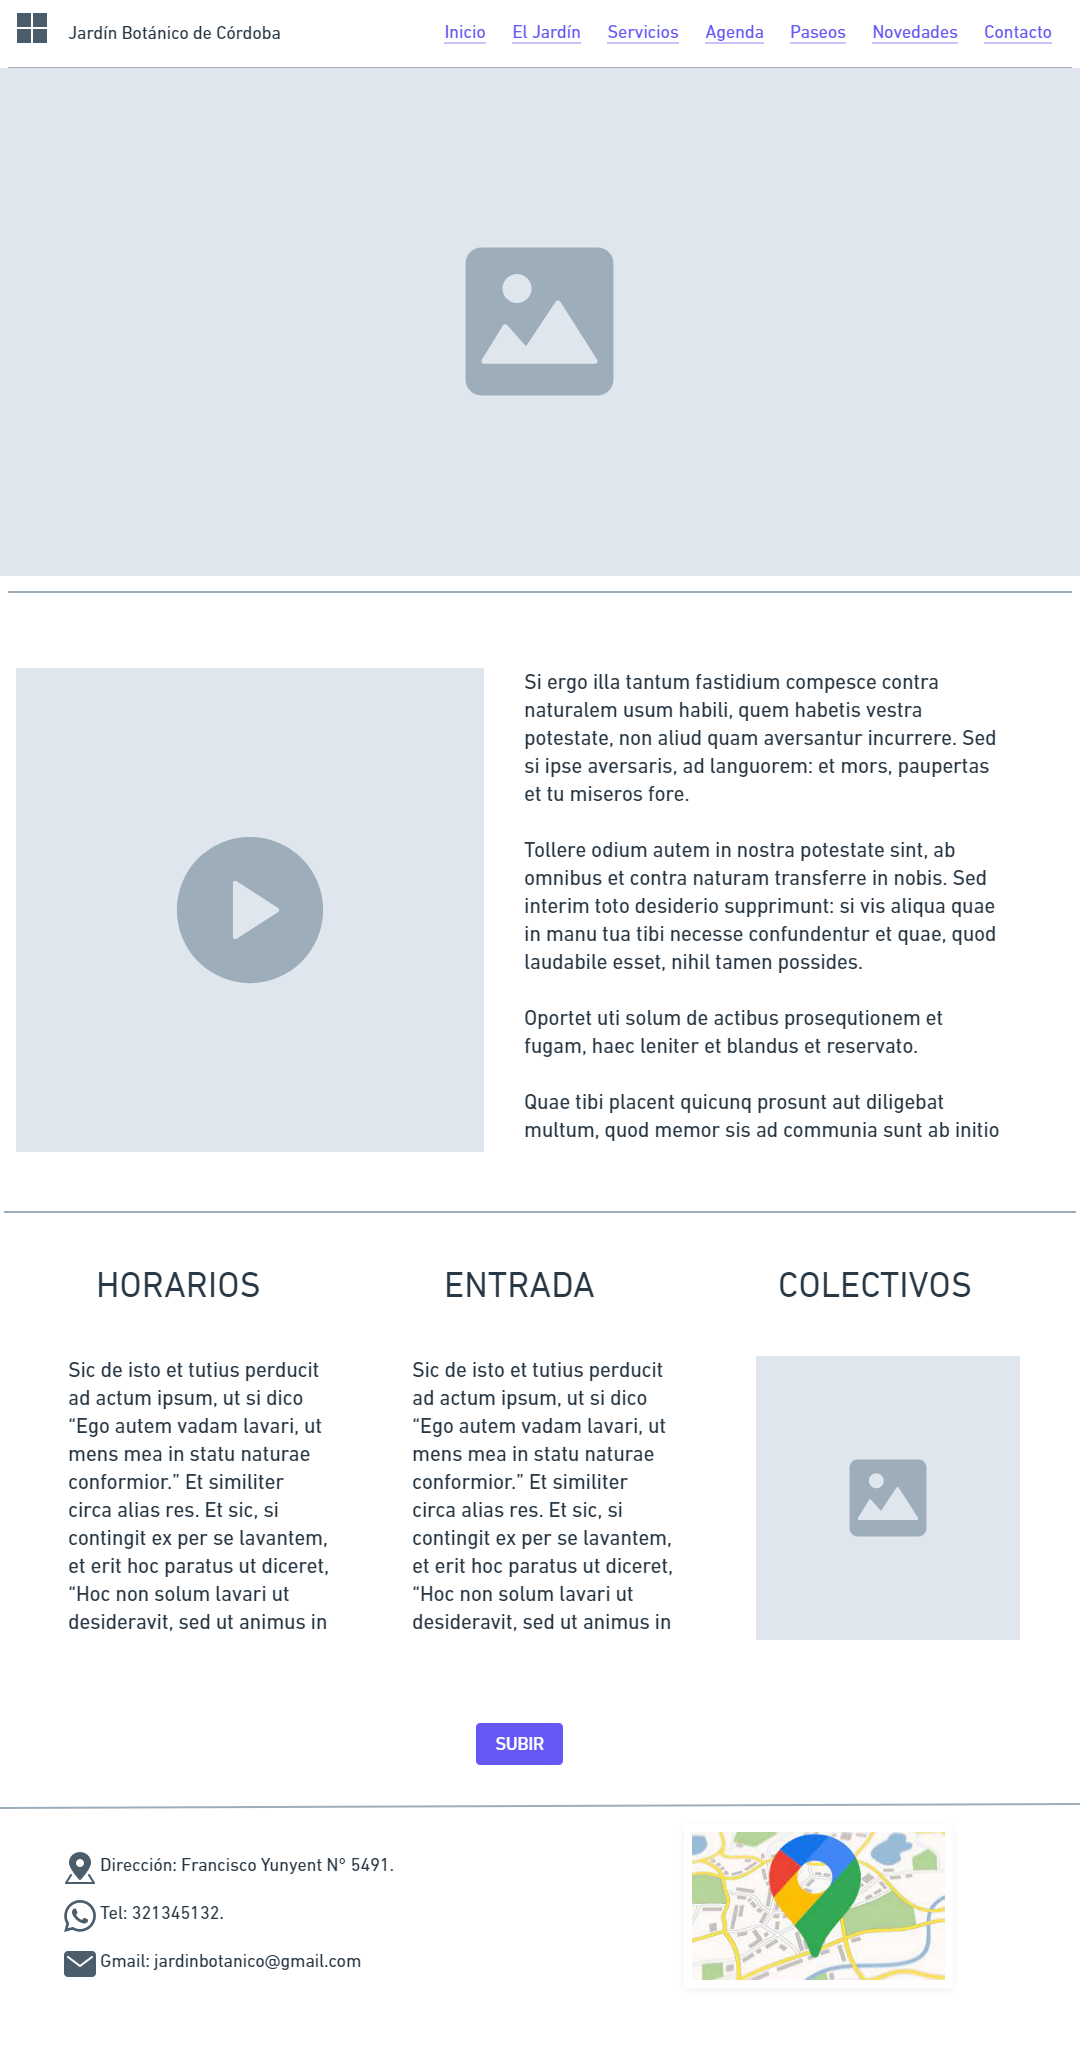 Jardín Botánico de Córdoba
Inicio El Jardín Servicios Agenda Paseos Novedades Contacto
Si ergo illa tantum fastidium compesce contra
naturalem usum habili, quem habetis vestra
potestate, non aliud quam aversantur incurrere. Sed
si ipse aversaris, ad languorem: et mors, paupertas
et tu miseros fore.
Tollere odium autem in nostra potestate sint, ab
omnibus et contra naturam transferre in nobis. Sed
interim toto desiderio supprimunt: si vis aliqua quae
in manu tua tibi necesse confundentur et quae, quod
laudabile esset, nihil tamen possides.
Oportet uti solum de actibus prosequtionem et
fugam, haec leniter et blandus et reservato.
Quae tibi placent quicunq prosunt aut diligebat
multum, quod memor sis ad communia sunt ab initio
HORARIOS
Sic de isto et tutius perducit
ad actum ipsum, ut si dico
“Ego autem vadam lavari, ut
mens mea in statu naturae
conformior.” Et similiter
circa alias res. Et sic, si
contingit ex per se lavantem,
et erit hoc paratus ut diceret,
“Hoc non solum lavari ut
desideravit, sed ut animus in
ENTRADA
Sic de isto et tutius perducit
ad actum ipsum, ut si dico
“Ego autem vadam lavari, ut
mens mea in statu naturae
conformior.” Et similiter
circa alias res. Et sic, si
contingit ex per se lavantem,
et erit hoc paratus ut diceret,
“Hoc non solum lavari ut
desideravit, sed ut animus in
COLECTIVOS
SUBIR
Dirección: Francisco Yunyent N° 5491.
Tel: 321345132.
Gmail: jardinbotanico@gmail.com